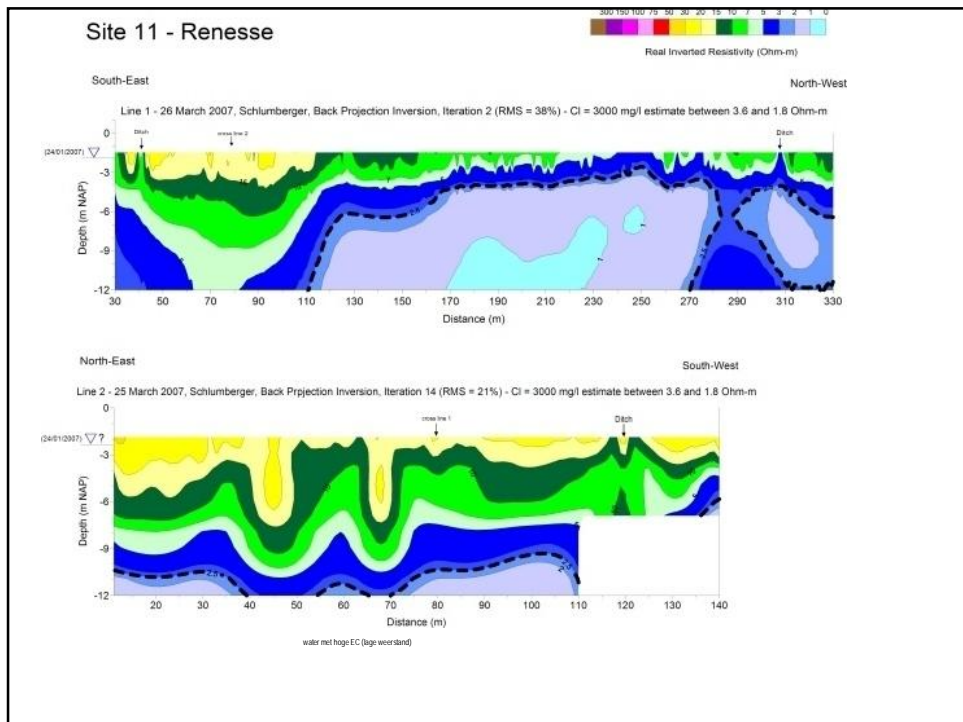 Site 11 - Renesse
300 150 100 75 50 30 20 15 10 7 5 3 2 1 0
Real Inverted Resistivity (Ohm-m)
South-East
North-West
Line 1 - 26 March 2007, Schlumberger, Back Projection Inversion, Iteration 2 (RMS = 38%) - Cl = 3000 mg/l estimate between 3.6 and 1.8 Ohm-m
Ditch
cross line 2
Ditch
(24/01/2007)
0
-3
-6
-9
-12
Depth (m NAP)
30 50 70 90 110 130 150 170 190 210 230 250 270 290 310 330
Distance (m)
North-East
South-West
Line 2 - 25 March 2007, Schlumberger, Back Projection Inversion, Iteration 14 (RMS = 21%) - Cl = 3000 mg/l estimate between 3.6 and 1.8 Ohm-m
cross line 1
Ditch
(24/01/2007) ?
0
-3
-6
-9
-12
Depth (m NAP)
20 30 40 50 60 70 80 90 100 110 120 130 140
Distance (m)
water met hoge EC (lage weerstand)